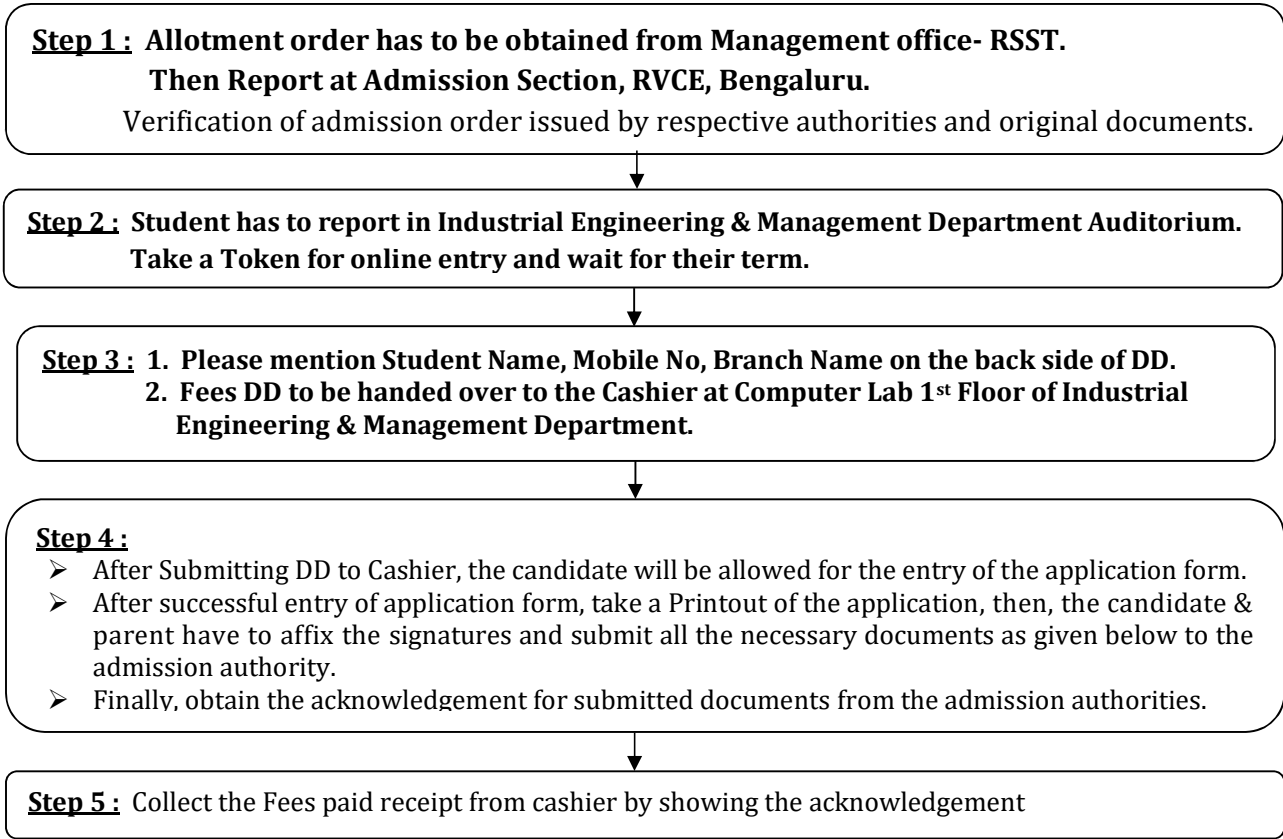 Step 1 : Allotment order has to be obtained from Management office- RSST.
Then Report at Admission Section, RVCE, Bengaluru.
Verification of admission order issued by respective authorities and original documents.
Step 2 : Student has to report in Industrial Engineering & Management Department Auditorium.
Take a Token for online entry and wait for their term.
Step 3 : 1. Please mention Student Name, Mobile No, Branch Name on the back side of DD.
2. Fees DD to be handed over to the Cashier at Computer Lab 1st Floor of Industrial
Engineering & Management Department.
Step 4 :
➢ After Submitting DD to Cashier, the candidate will be allowed for the entry of the application form.
➢ After successful entry of application form, take a Printout of the application, then, the candidate &
parent have to affix the signatures and submit all the necessary documents as given below to the
admission authority.
➢ Finally, obtain the acknowledgement for submitted documents from the admission authorities.
Step 5 : Collect the Fees paid receipt from cashier by showing the acknowledgement